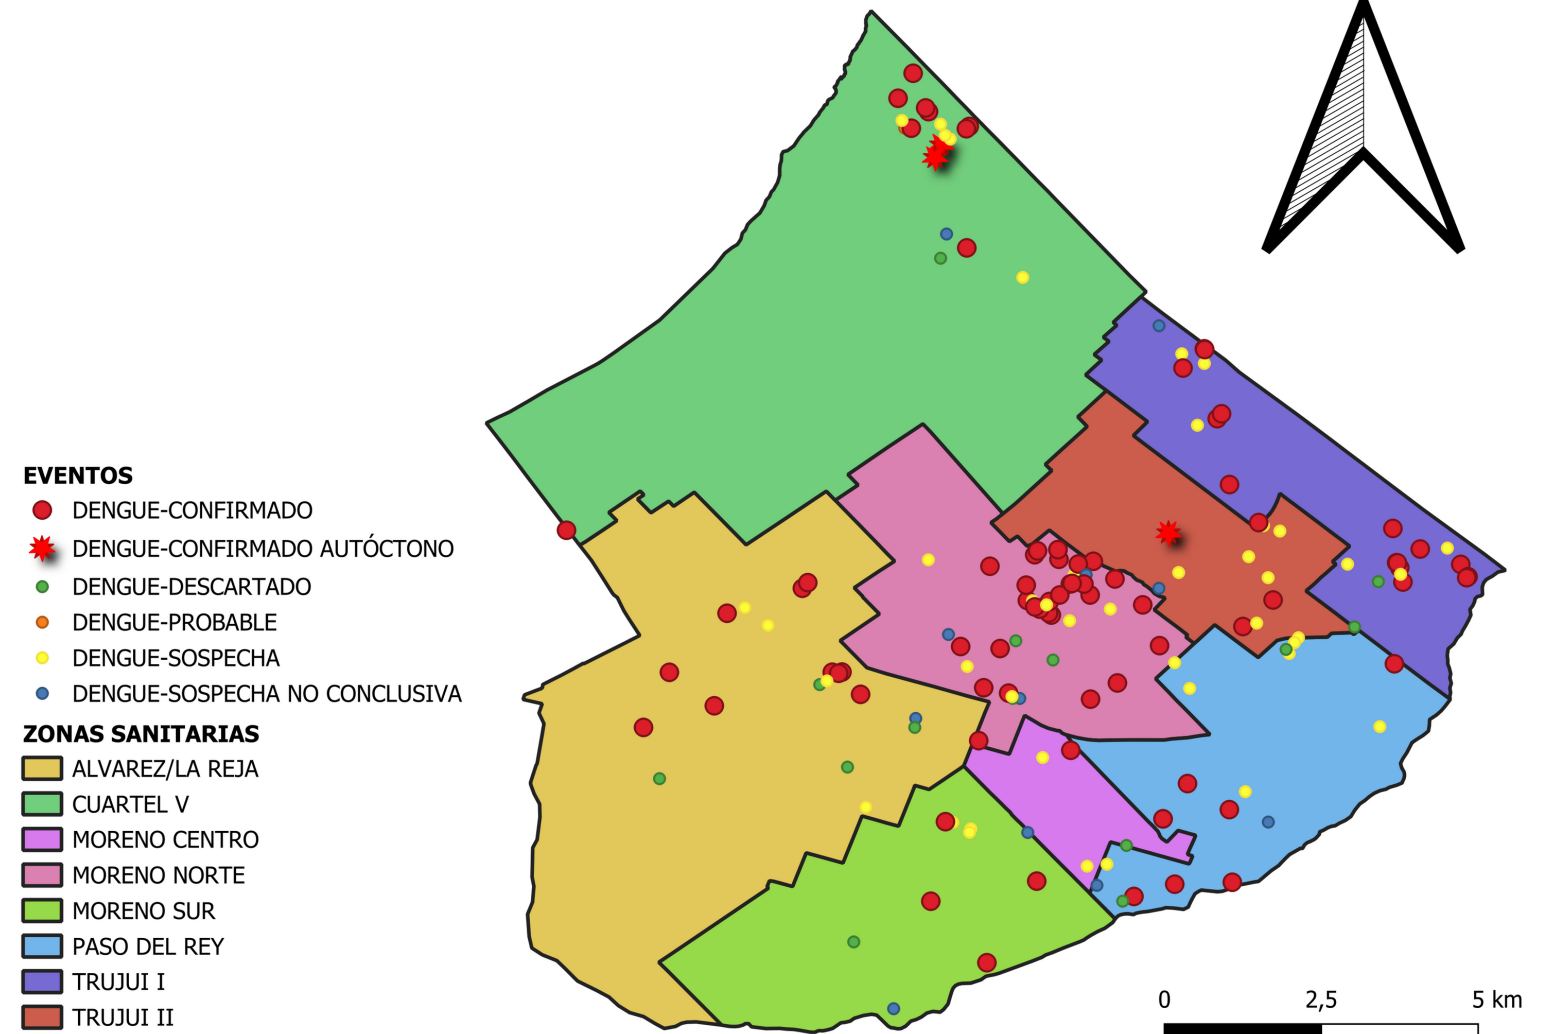 EVENTOS
DENGUE-CONFIRMADO
DENGUE-CONFIRMADO AUTÓCTONO
DENGUE-DESCARTADO
DENGUE-PROBABLE
DENGUE-SOSPECHA
DENGUE-SOSPECHA NO CONCLUSIVA
ZONAS SANITARIAS
ALVAREZ/LA REJA
CUARTEL V
MORENO CENTRO
MORENO NORTE
MORENO SUR
PASO DEL REY
TRUJUI I
TRUJUI II
0 2,5 5 km